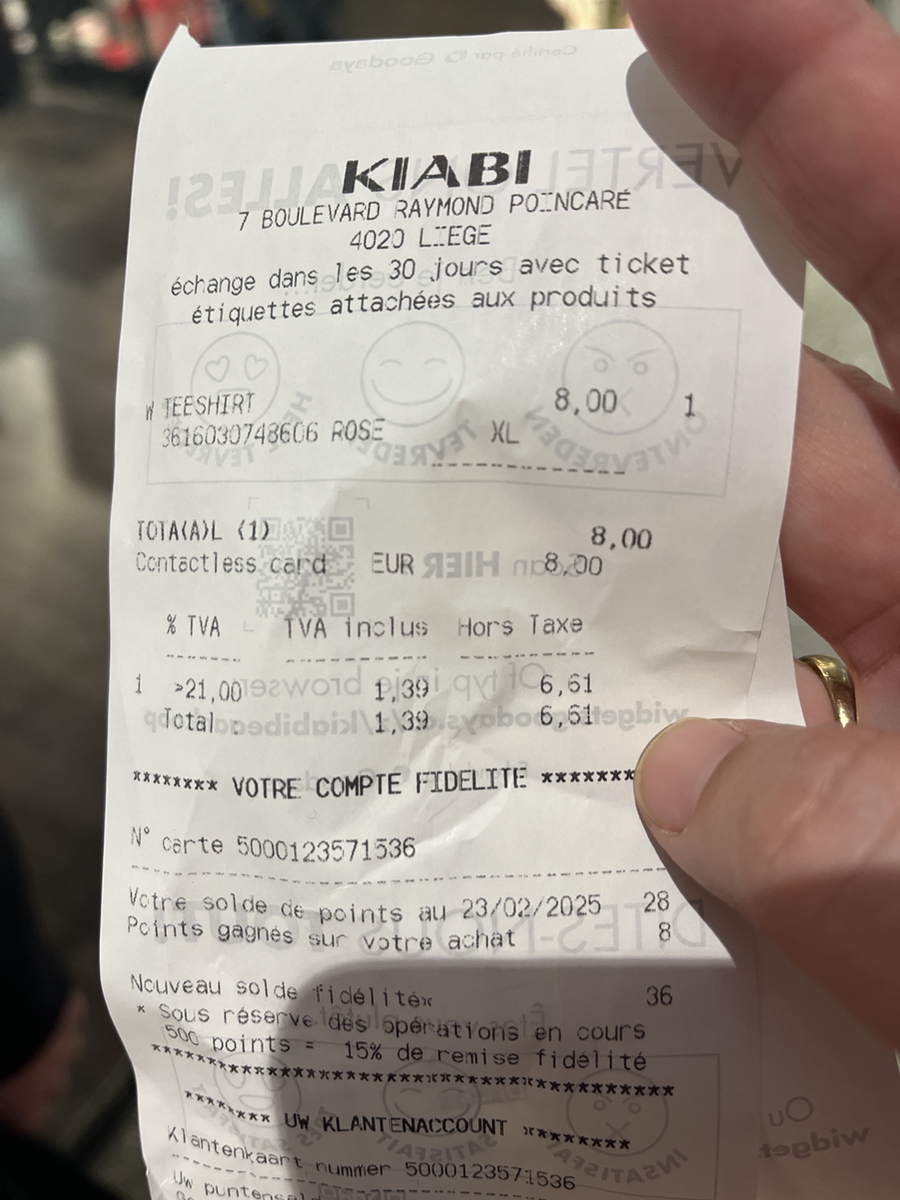 KIABI
7 BOULEVARD RAYMOND POINCARÉ
4020 LIEGE
échange dans les 30 jours avec ticket
étiquettes attachées aux produits
W TEESHIRT 8,00 1
3616030748606 ROSE XL
TOTA(A)L (1) 8,00
Contactless card EUR 8,00
% TVA TVA inclus Hors Taxe
1 >21,00 1,39 6,61
Total : 1,39 6,61
******** VOTRE COMPTE FIDELITE *******
N° carte 5000123571536
Votre solde de points au 23/02/2025 28
Points gagnés sur votre achat 8
Nouveau solde fidélité* 36
* Sous réserve des opérations en cours
500 points = 15% de remise fidélité
******** UW KLANTENACCOUNT ********
Klantenkaart nummer 5000123571536
Uw